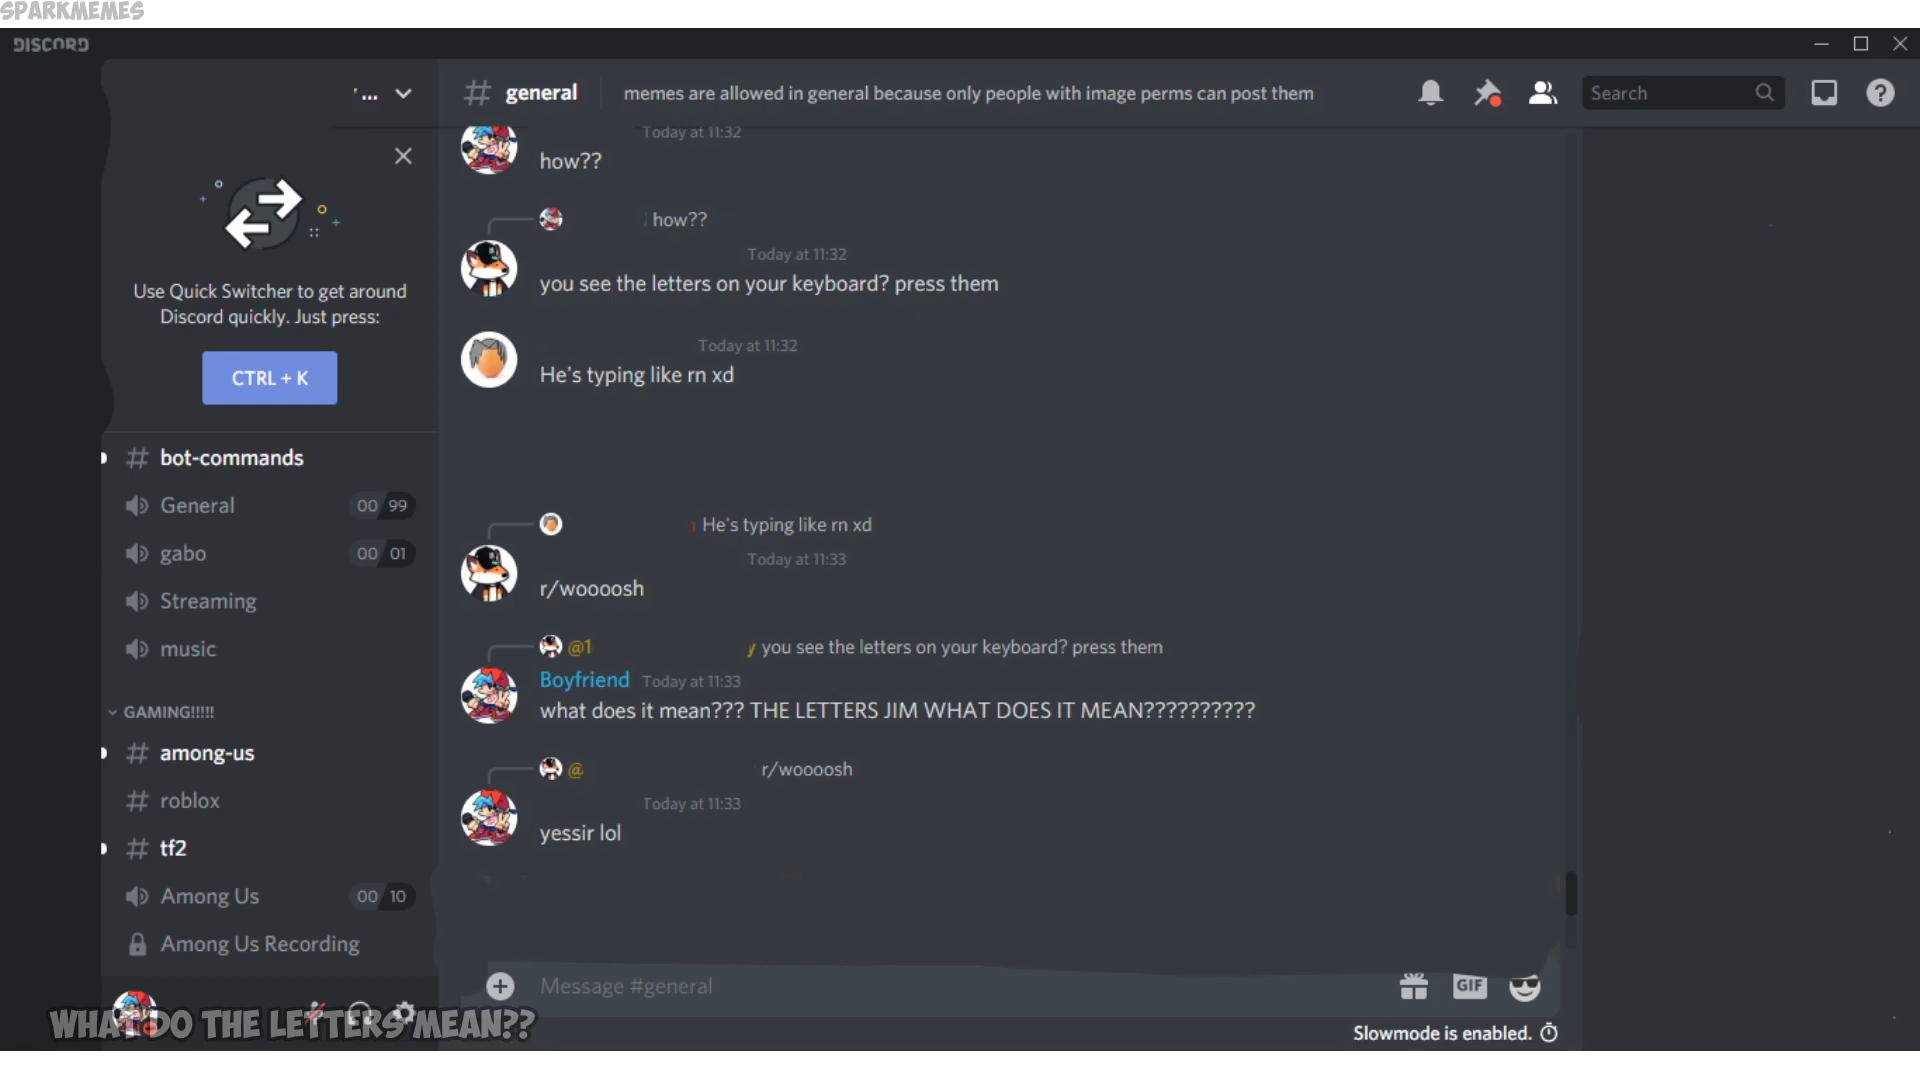 SPARKMEMES
DISCORD
...
general
memes are allowed in general because only people with image perms can post them
Search
Use Quick Switcher to get around
Discord quickly. Just press:
CTRL + K
bot-commands
General 00 99
gabo 00 01
Streaming
music
GAMING!!!!!
among-us
roblox
tf2
Among Us 00 10
Among Us Recording
Today at 11:32
how??
how??
Today at 11:32
you see the letters on your keyboard? press them
Today at 11:32
He's typing like rn xd
He's typing like rn xd
Today at 11:33
r/woooosh
@1 y you see the letters on your keyboard? press them
Boyfriend Today at 11:33
what does it mean??? THE LETTERS JIM WHAT DOES IT MEAN??????????
@ r/woooosh
Today at 11:33
yessir lol
Message #general
GIF
WHAT DO THE LETTERS MEAN??
Slowmode is enabled.